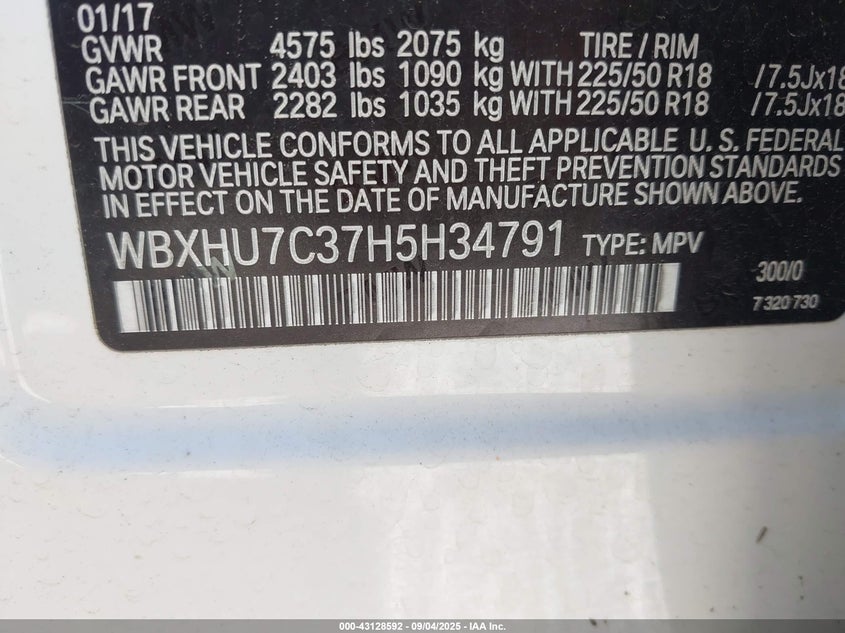 01/17
GVWR 4575 lbs 2075 kg TIRE / RIM
GAWR FRONT 2403 lbs 1090 kg WITH 225/50 R18 /7.5Jx18
GAWR REAR 2282 lbs 1035 kg WITH 225/50 R18 /7.5Jx18
THIS VEHICLE CONFORMS TO ALL APPLICABLE U. S. FEDERAL
MOTOR VEHICLE SAFETY AND THEFT PREVENTION STANDARDS
IN EFFECT ON THE DATE OF MANUFACTURE SHOWN ABOVE.
WBXHU7C37H5H34791 TYPE: MPV
300/0
7 320 730
000-43128592 - 09/04/2025 - IAA Inc.